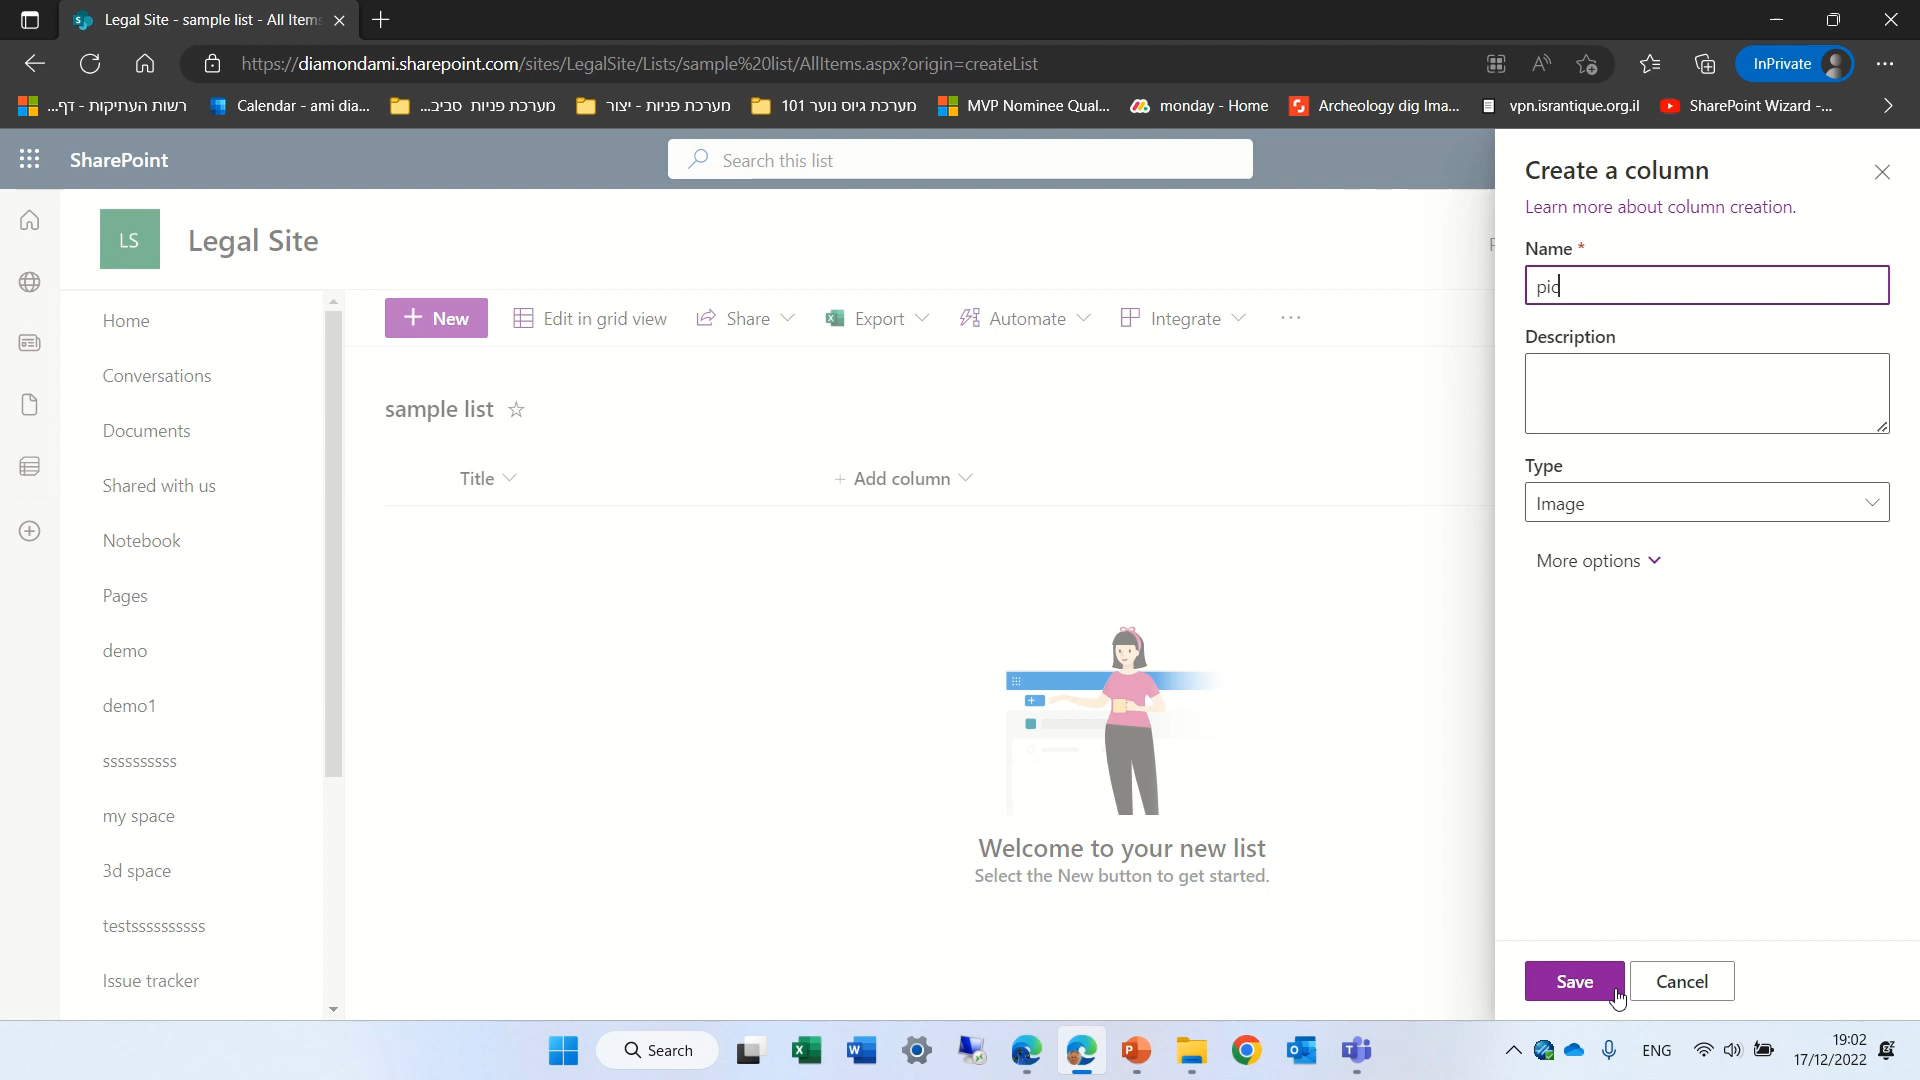 Legal Site - sample list - All Items
https://diamondami.sharepoint.com/sites/LegalSite/Lists/sample%20list/AllItems.aspx?origin=createList
InPrivate
רשות העתיקות - דף...
Calendar - ami dia...
מערכת פניות סביב...
מערכת פניות - יצור
מערכת גיוס נוער 101
MVP Nominee Qual...
monday - Home
Archeology dig Ima...
vpn.israntique.org.il
SharePoint Wizard -...
SharePoint
Search this list
LS
Legal Site
Home
Conversations
Documents
Shared with us
Notebook
Pages
demo
demo1
ssssssssss
my space
3d space
testssssssssss
Issue tracker
New
Edit in grid view
Share
Export
Automate
Integrate
sample list
Title
Add column
Welcome to your new list
Select the New button to get started.
Create a column
Learn more about column creation.
Name *
pic
Description
Type
Image
More options
Save
Cancel
Search
ENG
19:02
17/12/2022